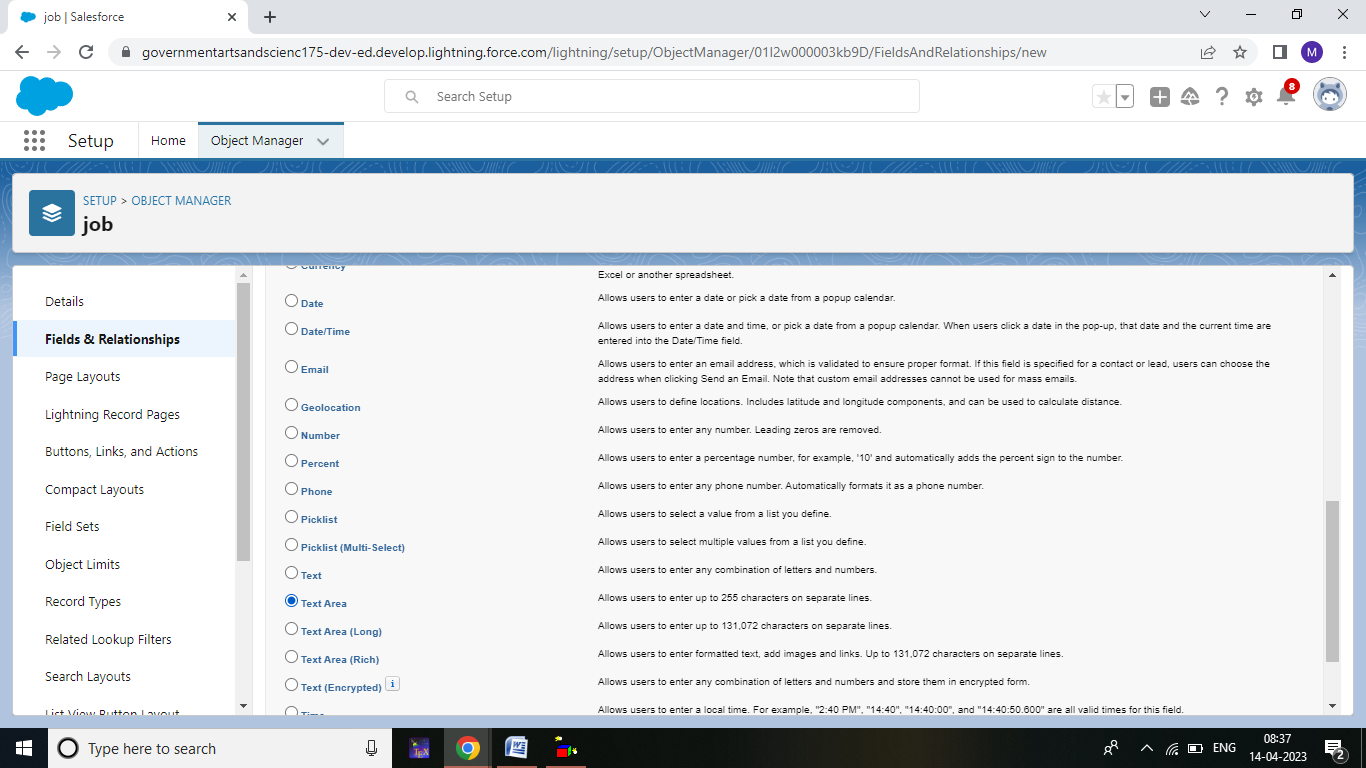 job | Salesforce
governmentartsandscienc175-dev-ed.develop.lightning.force.com/lightning/setup/ObjectManager/01I2w000003kb9D/FieldsAndRelationships/new
M
Search Setup
8
Setup
Home
Object Manager
SETUP > OBJECT MANAGER
job
Details
Fields & Relationships
Page Layouts
Lightning Record Pages
Buttons, Links, and Actions
Compact Layouts
Field Sets
Object Limits
Record Types
Related Lookup Filters
Search Layouts
List View Button Layout
Currency
Excel or another spreadsheet.
Date
Allows users to enter a date or pick a date from a popup calendar.
Date/Time
Allows users to enter a date and time, or pick a date from a popup calendar. When users click a date in the pop-up, that date and the current time are
entered into the Date/Time field.
Email
Allows users to enter an email address, which is validated to ensure proper format. If this field is specified for a contact or lead, users can choose the
address when clicking Send an Email. Note that custom email addresses cannot be used for mass emails.
Geolocation
Allows users to define locations. Includes latitude and longitude components, and can be used to calculate distance.
Number
Allows users to enter any number. Leading zeros are removed.
Percent
Allows users to enter a percentage number, for example, '10' and automatically adds the percent sign to the number.
Phone
Allows users to enter any phone number. Automatically formats it as a phone number.
Picklist
Allows users to select a value from a list you define.
Picklist (Multi-Select)
Allows users to select multiple values from a list you define.
Text
Allows users to enter any combination of letters and numbers.
Text Area
Allows users to enter up to 255 characters on separate lines.
Text Area (Long)
Allows users to enter up to 131,072 characters on separate lines.
Text Area (Rich)
Allows users to enter formatted text, add images and links. Up to 131,072 characters on separate lines.
Text (Encrypted) i
Allows users to enter any combination of letters and numbers and store them in encrypted form.
Time
Allows users to enter a local time. For example, "2:40 PM", "14:40", "14:40:00", and "14:40:50.600" are all valid times for this field.
Type here to search
TEX
W
ENG
08:37
14-04-2023
2